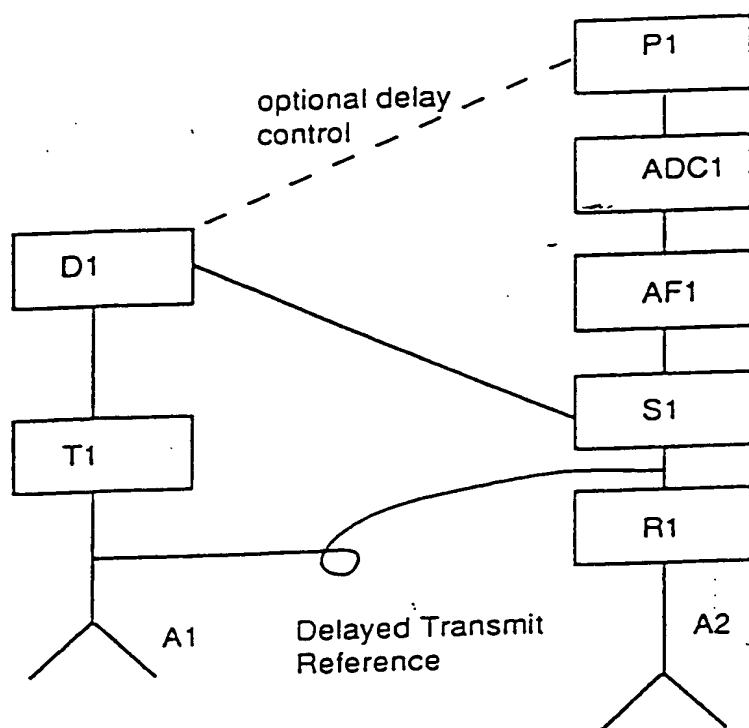 P1
optional delay
control
ADC1
D1
AF1
S1
T1
R1
A1
Delayed Transmit
Reference
A2